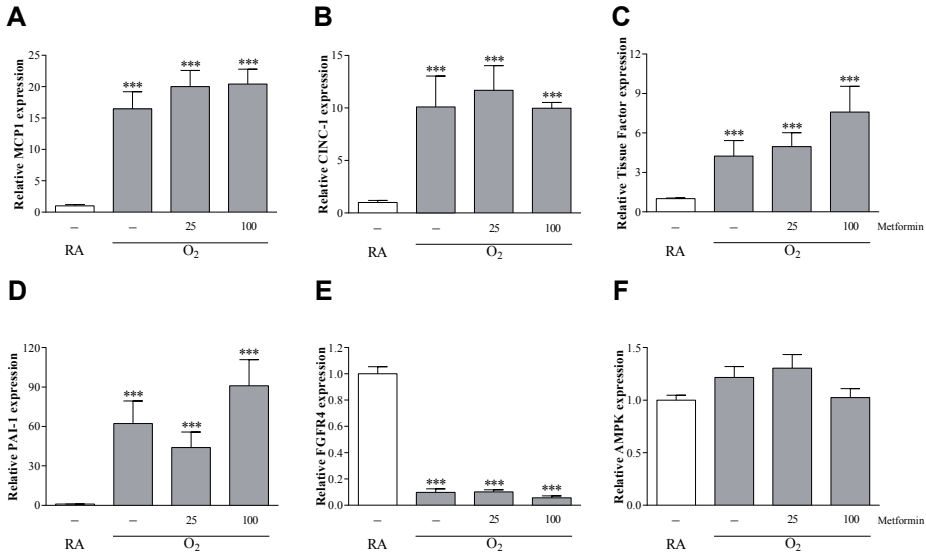 A
B
C
Relative MCP1 expression
25
20
15
10
5
0
*** *** ***
– – 25 100
RA O2
Relative CINC-1 expression
15
10
5
0
*** *** ***
– – 25 100
RA O2
Relative Tissue Factor expression
12
9
6
3
0
*** *** ***
– – 25 100 Metformin
RA O2
D
E
F
Relative PAI-1 expression
120
90
60
30
0
*** *** ***
– – 25 100
RA O2
Relative FGFR4 expression
1.2
1.0
0.8
0.6
0.4
0.2
0.0
*** *** ***
– – 25 100
RA O2
Relative AMPK expression
1.5
1.0
0.5
0.0
– – 25 100 Metformin
RA O2